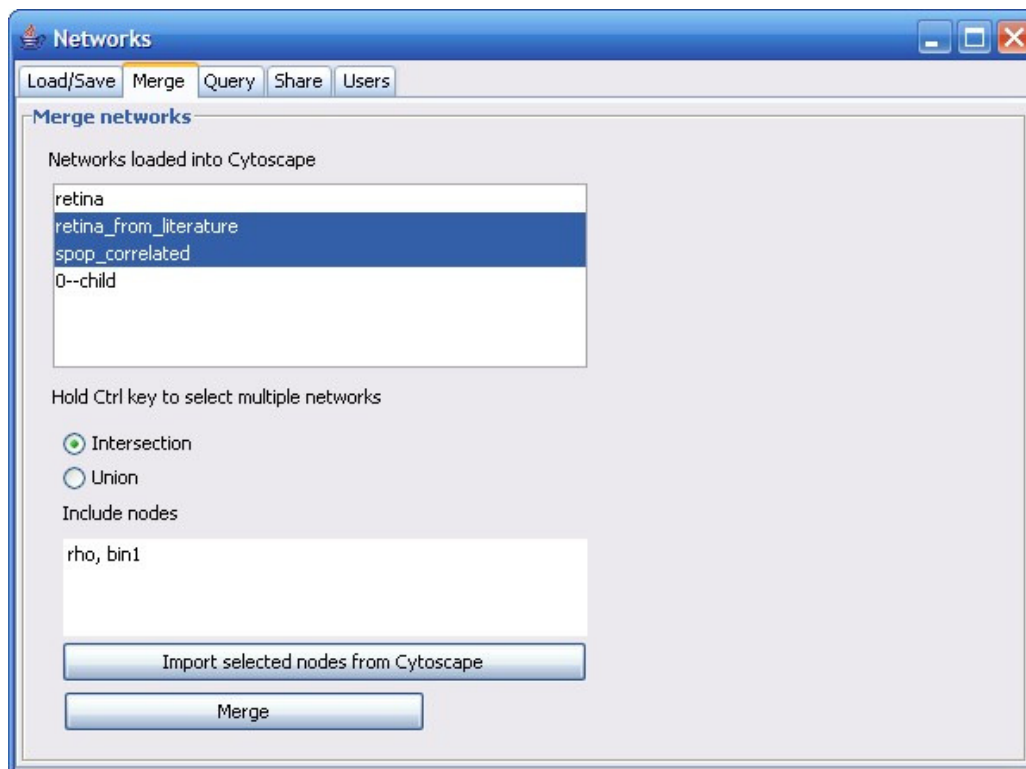 Networks
Load/Save Merge Query Share Users
Merge networks
Networks loaded into Cytoscape
retina
retina_from_literature
spop_correlated
0--child
Hold Ctrl key to select multiple networks
Intersection
Union
Include nodes
rho, bin1
Import selected nodes from Cytoscape
Merge